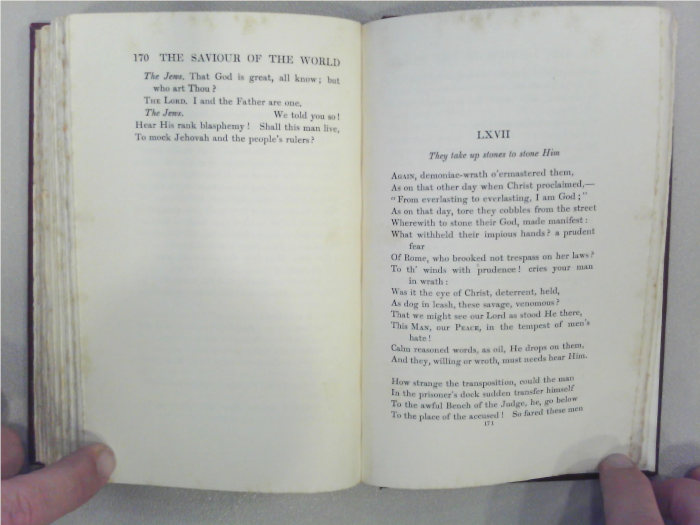 170 THE SAVIOUR OF THE WORLD
The Jews. That God is great, all know; but
who art Thou?
THE LORD. I and the Father are one.
The Jews. We told you so!
Hear His rank blasphemy! Shall this man live,
To mock Jehovah and the people's rulers?
LXVII
They take up stones to stone Him
AGAIN, demoniac-wrath o'ermastered them,
As on that other day when Christ proclaimed,—
"From everlasting to everlasting, I am God;"
As on that day, tore they cobbles from the street
Wherewith to stone their God, made manifest:
What withheld their impious hands? a prudent
fear
Of Rome, who brooked not trespass on her laws?
To th' winds with prudence! cries your man
in wrath:
Was it the eye of Christ, deterrent, held,
As dog in leash, these savage, venomous?
That we might see our Lord as stood He there,
This MAN, our PEACE, in the tempest of men's
hate!
Calm reasoned words, as oil, He drops on them,
And they, willing or wroth, must needs hear Him.
How strange the transposition, could the man
In the prisoner's dock sudden transfer himself
To the awful Bench of the Judge, he, go below
To the place of the accused! So fared these men
171